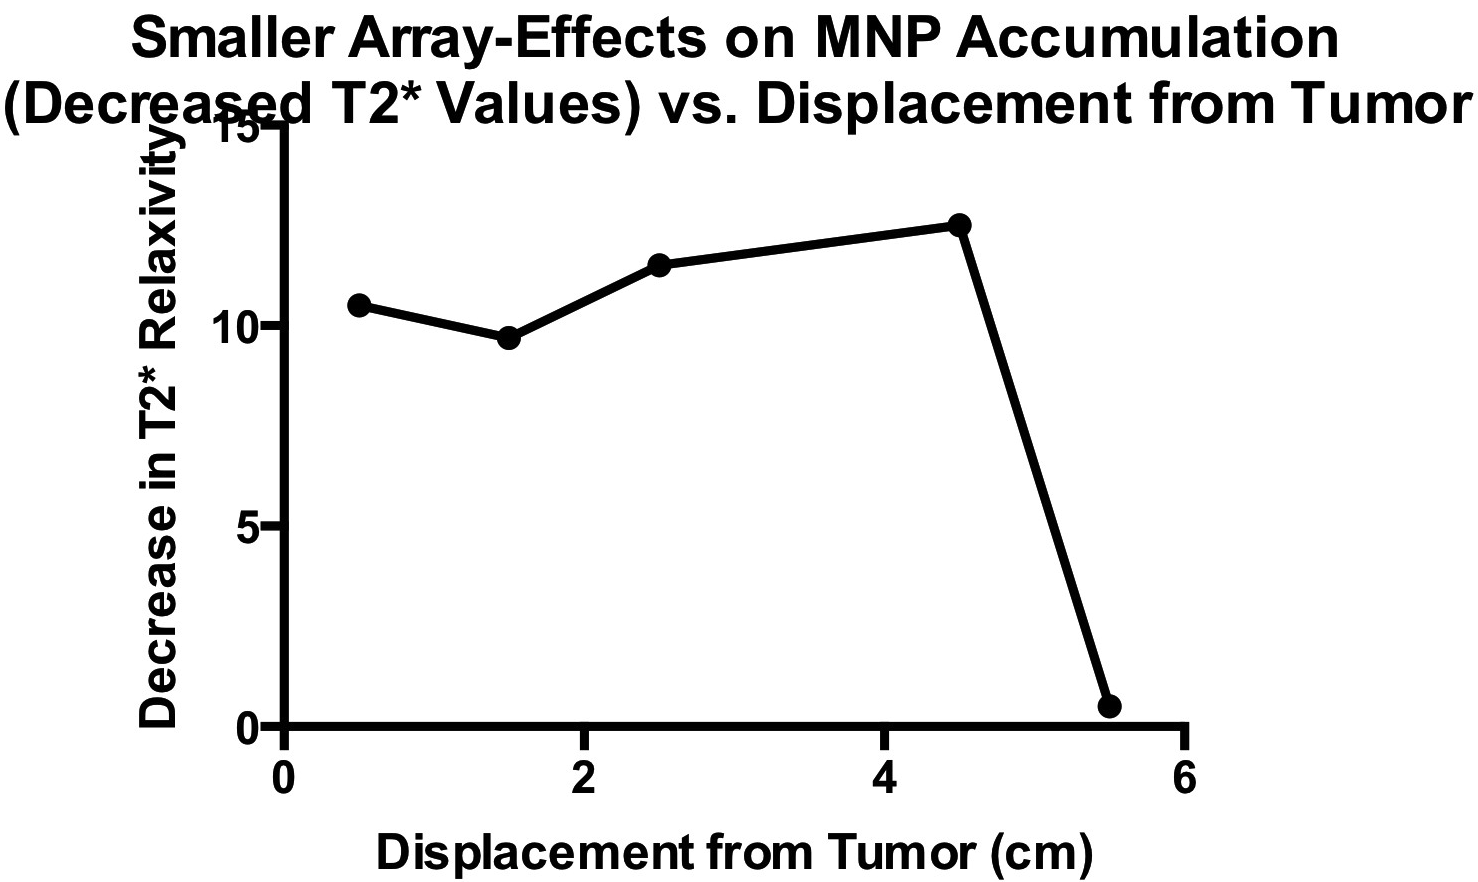 Smaller Array-Effects on MNP Accumulation
(Decreased T2* Values) vs. Displacement from Tumor
Decrease in T2* Relaxivity
15
10
5
0
0 2 4 6
Displacement from Tumor (cm)